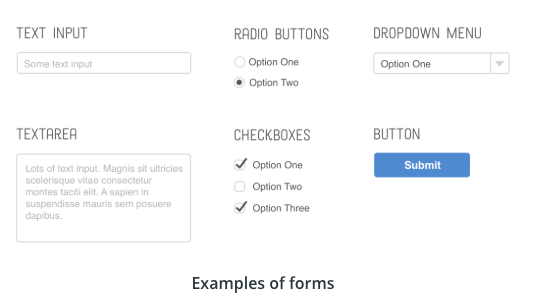 TEXT INPUT
Some text input
RADIO BUTTONS
Option One
Option Two
DROPDOWN MENU
Option One
TEXTAREA
Lots of text input. Magnis sit ultricies
scelerisque vitae consectetur
montes taciti elit. A sapien in
suspendisse mauris sem posuere
dapibus.
CHECKBOXES
Option One
Option Two
Option Three
BUTTON
Submit
Examples of forms